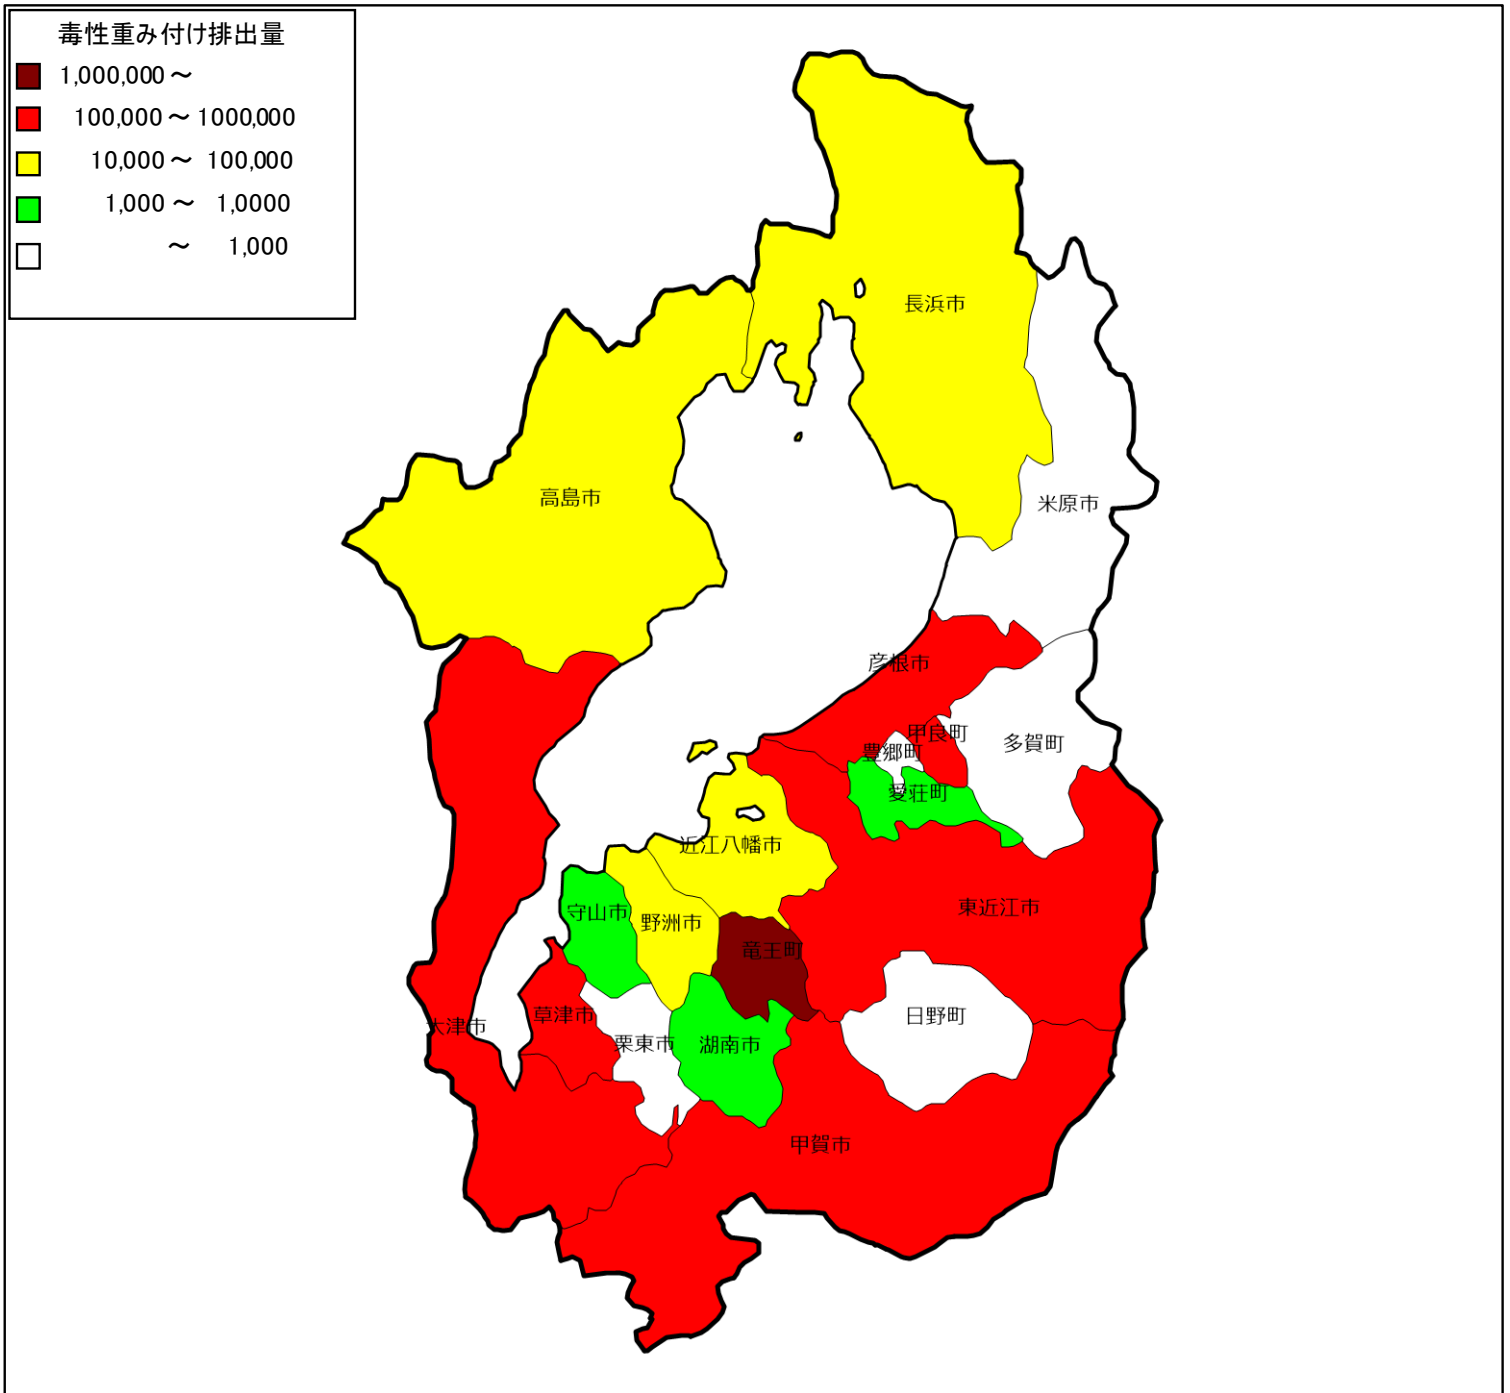 毒性重み付け排出量
1,000,000～
100,000～1000,000
10,000～ 100,000
1,000～ 1,0000
～ 1,000
長浜市
高島市
米原市
彦根市
甲良町
多賀町
豊郷町
愛荘町
近江八幡市
東近江市
守山市
野洲市
竜王町
日野町
草津市
大津市
栗東市
湖南市
甲賀市